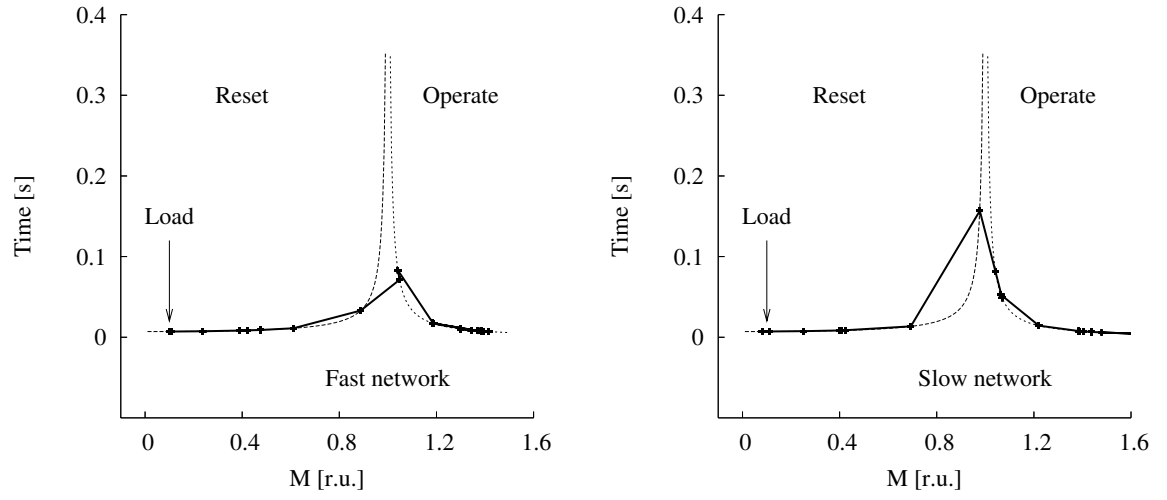 0.4
0.3
0.2
0.1
0
Time [s]
Reset
Operate
Load
Fast network
0 0.4 0.8 1.2 1.6
M [r.u.]
0.4
0.3
0.2
0.1
0
Time [s]
Reset
Operate
Load
Slow network
0 0.4 0.8 1.2 1.6
M [r.u.]